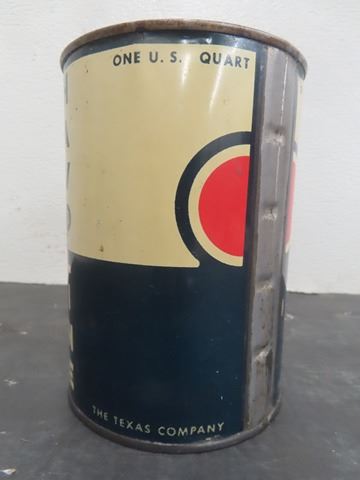 ONE U. S. QUART
THE TEXAS COMPANY